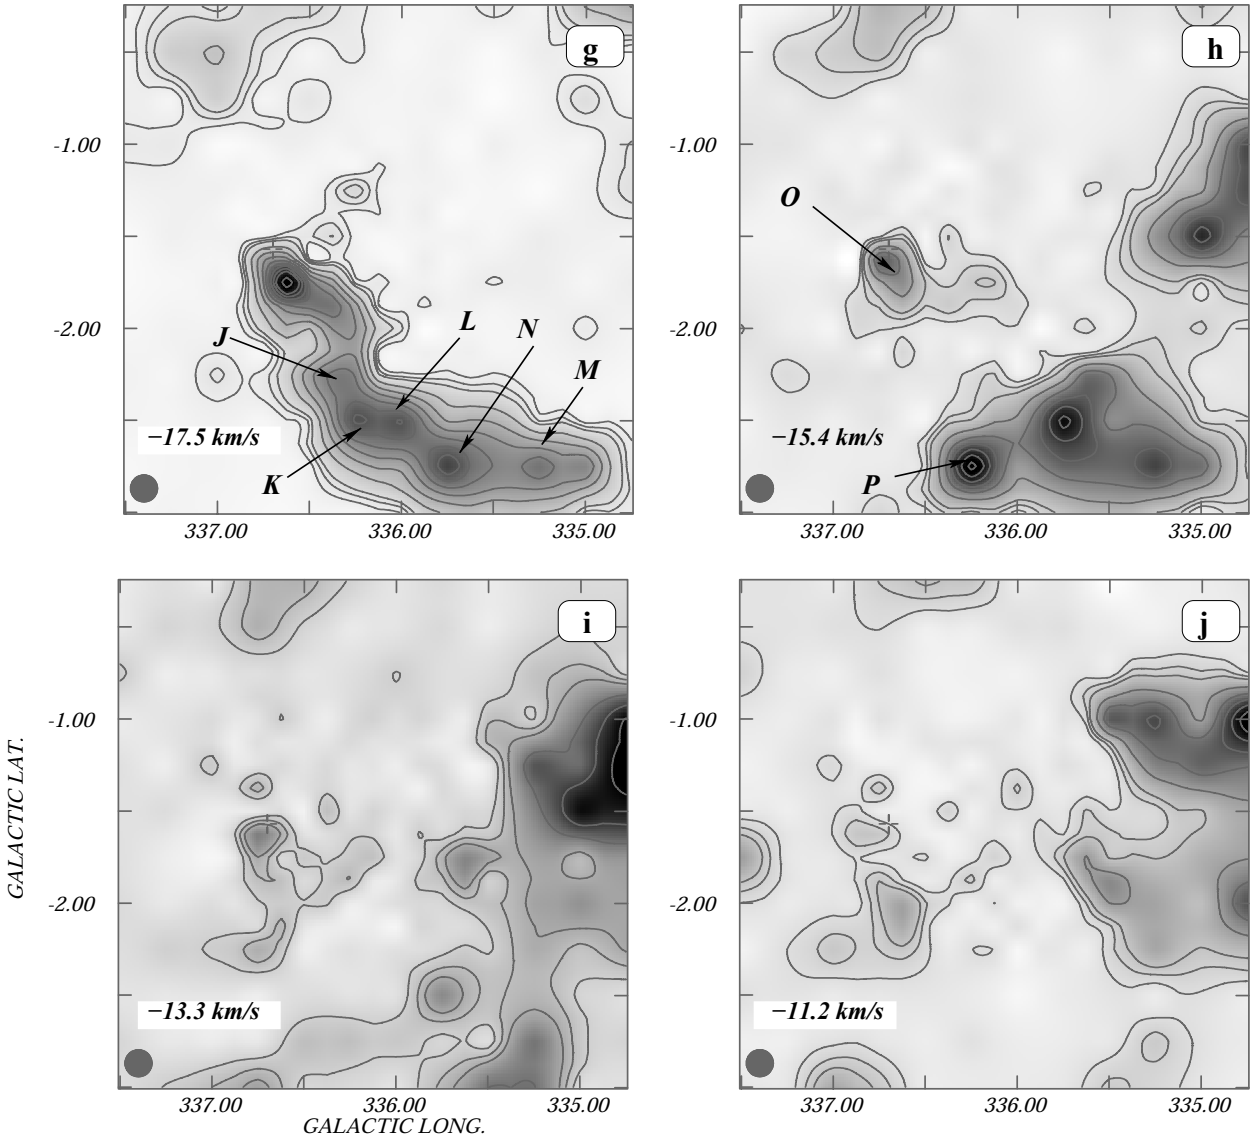 g
-1.00
-2.00
J
L
N
M
K
−17.5 km/s
337.00
336.00
335.00
h
-1.00
-2.00
O
P
−15.4 km/s
337.00
336.00
335.00
i
-1.00
-2.00
−13.3 km/s
337.00
336.00
335.00
GALACTIC LAT.
GALACTIC LONG.
j
-1.00
-2.00
−11.2 km/s
337.00
336.00
335.00